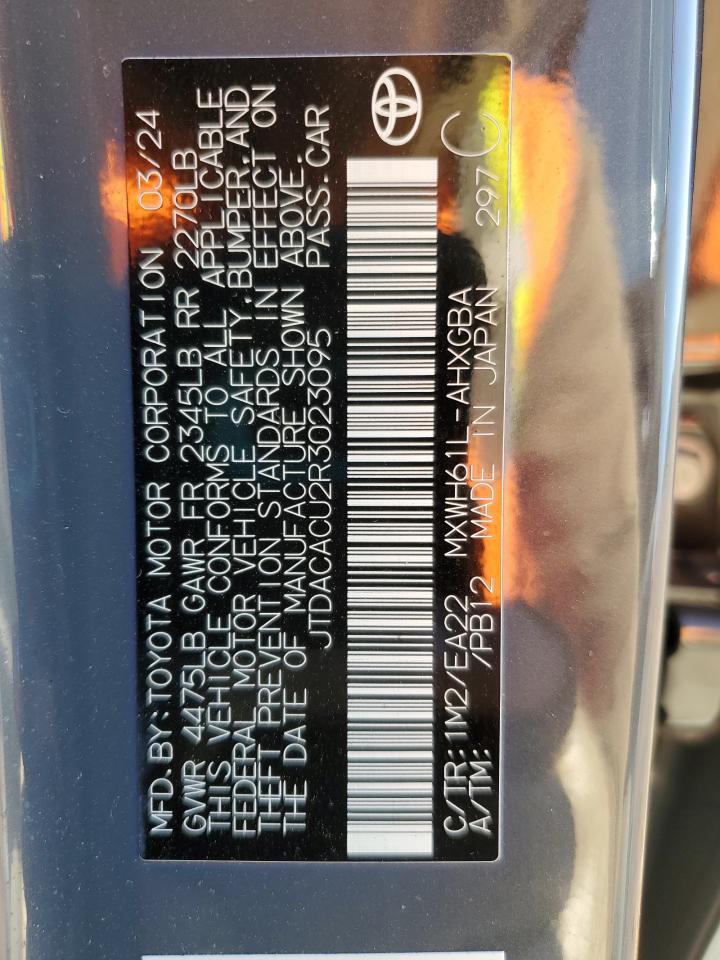 MFD. BY: TOYOTA MOTOR CORPORATION 03/24
GVWR 4475LB GAWR FR 2345LB RR 2270LB
THIS VEHICLE CONFORMS TO ALL APPLICABLE
FEDERAL MOTOR VEHICLE SAFETY, BUMPER, AND
THEFT PREVENTION STANDARDS IN EFFECT ON
THE DATE OF MANUFACTURE SHOWN ABOVE.
JTDACACU2R3023095 PASS. CAR
C/TR: 1M2/EA22 MXWH61L-AHXGBA
A/TM: /PB12 MADE IN JAPAN 297 C